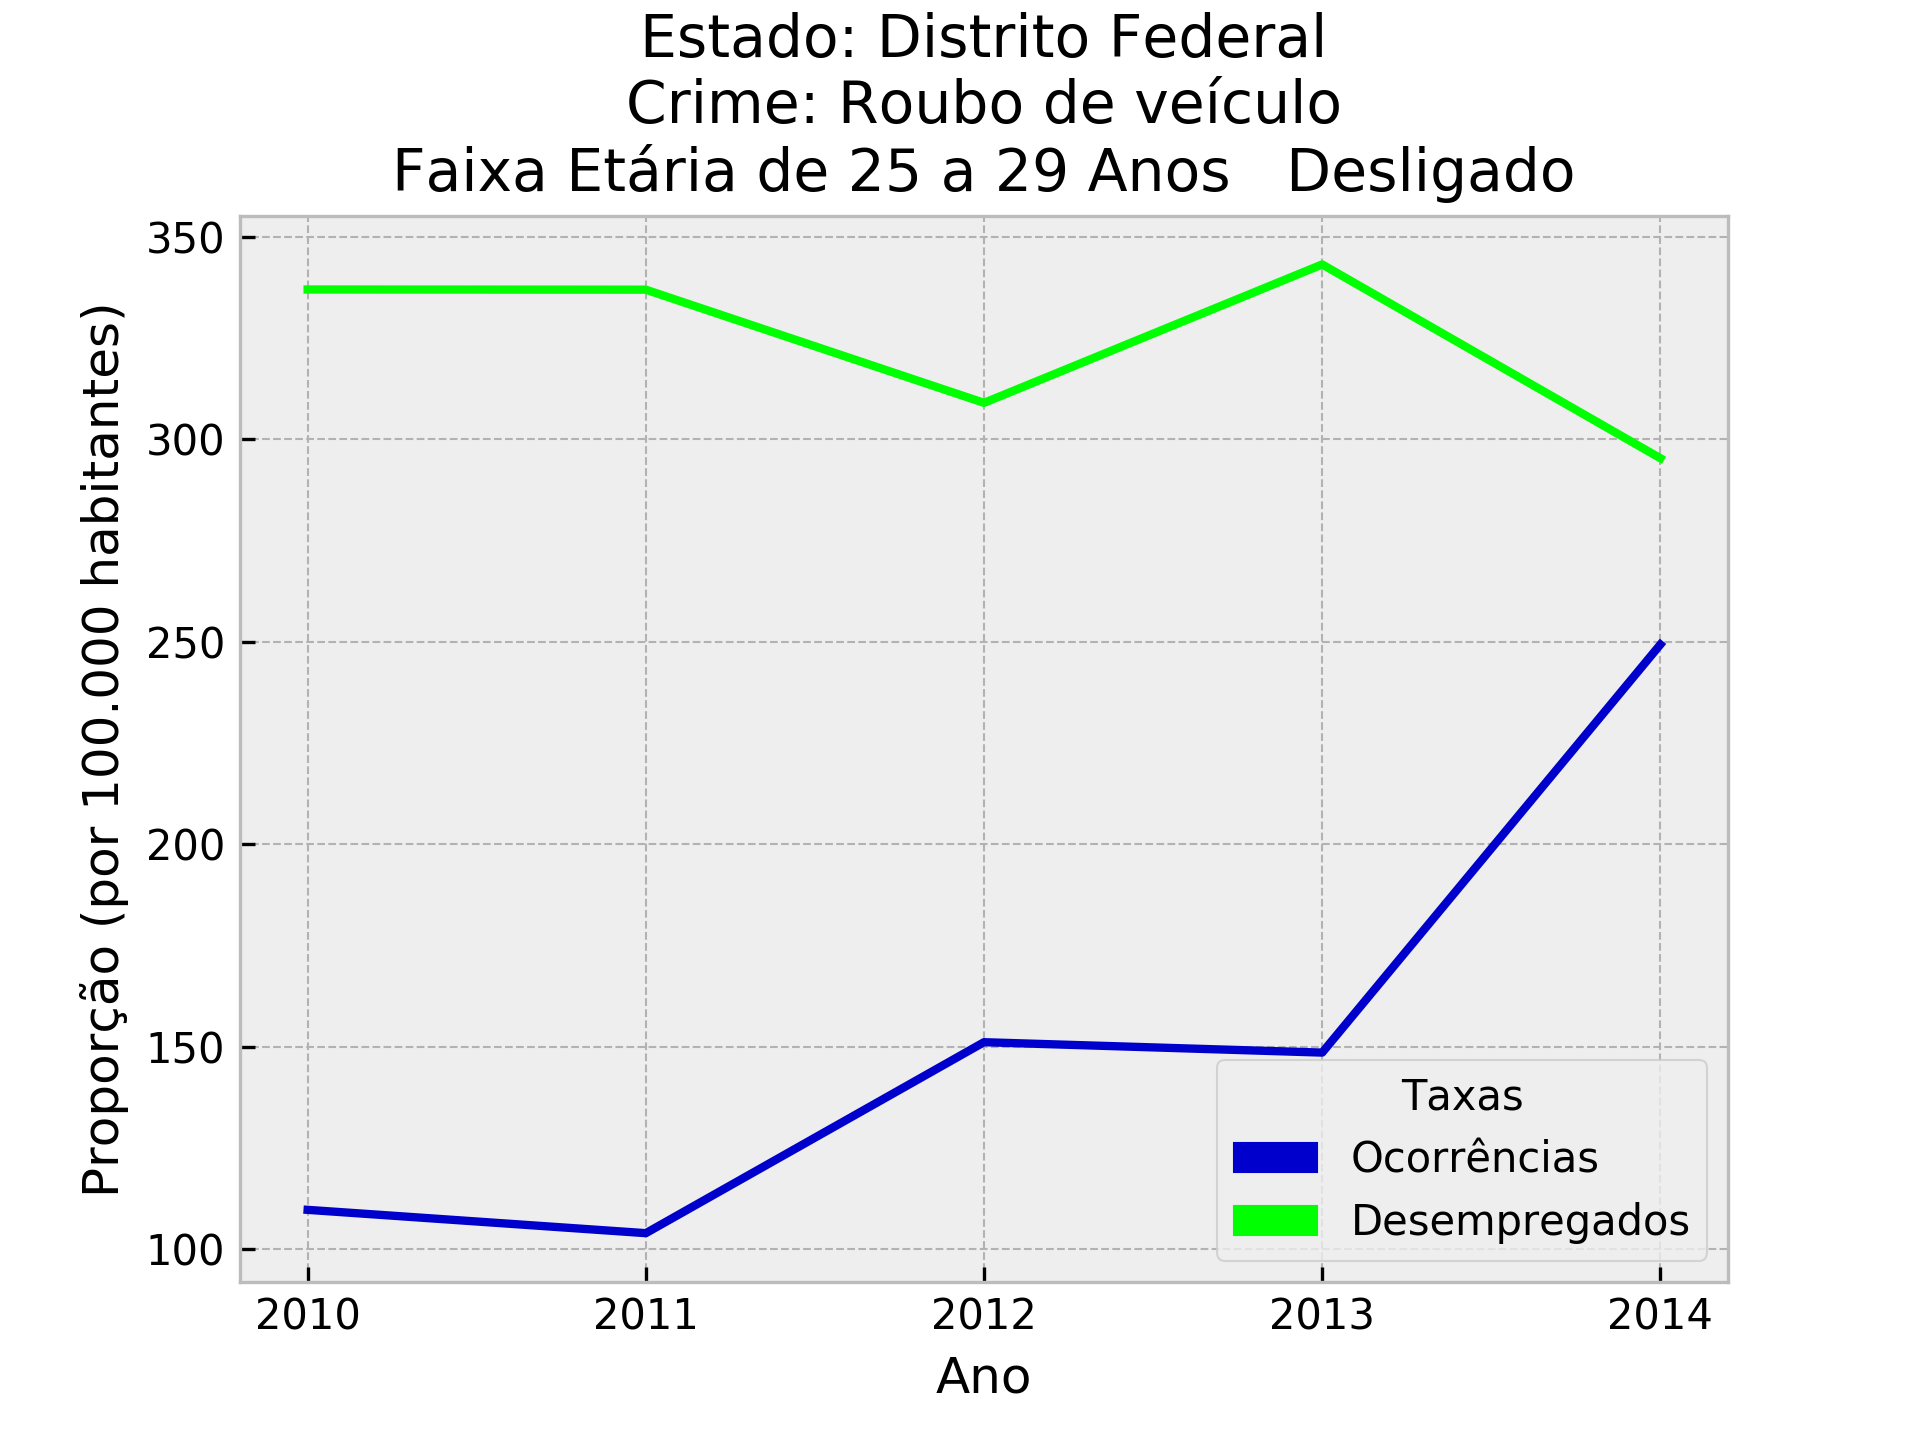 Estado: Distrito Federal
Crime: Roubo de veículo
Faixa Etária de 25 a 29 Anos   Desligado
Proporção (por 100.000 habitantes)
350
300
250
200
150
100
Taxas
Ocorrências
Desempregados
2010 2011 2012 2013 2014
Ano